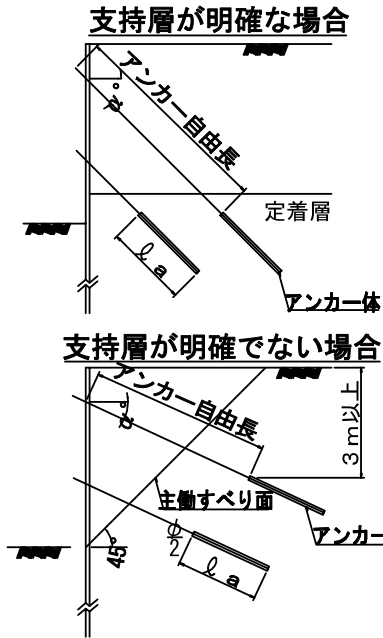 支持層が明確な場合
アンカー自由長
α°
定着層
ℓa
アンカー体
支持層が明確でない場合
アンカー自由長
α°
3m以上
主働すべり面
アンカー
45°
φ
2
ℓa